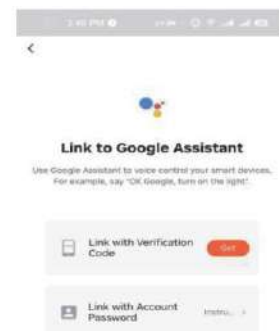 Link to Google Assistant
Use Google Assistant to voice control your smart devices.
For example, say "OK Google, turn on the light".
Link with Verification
Code
Get
Link with Account
Password
Instru...